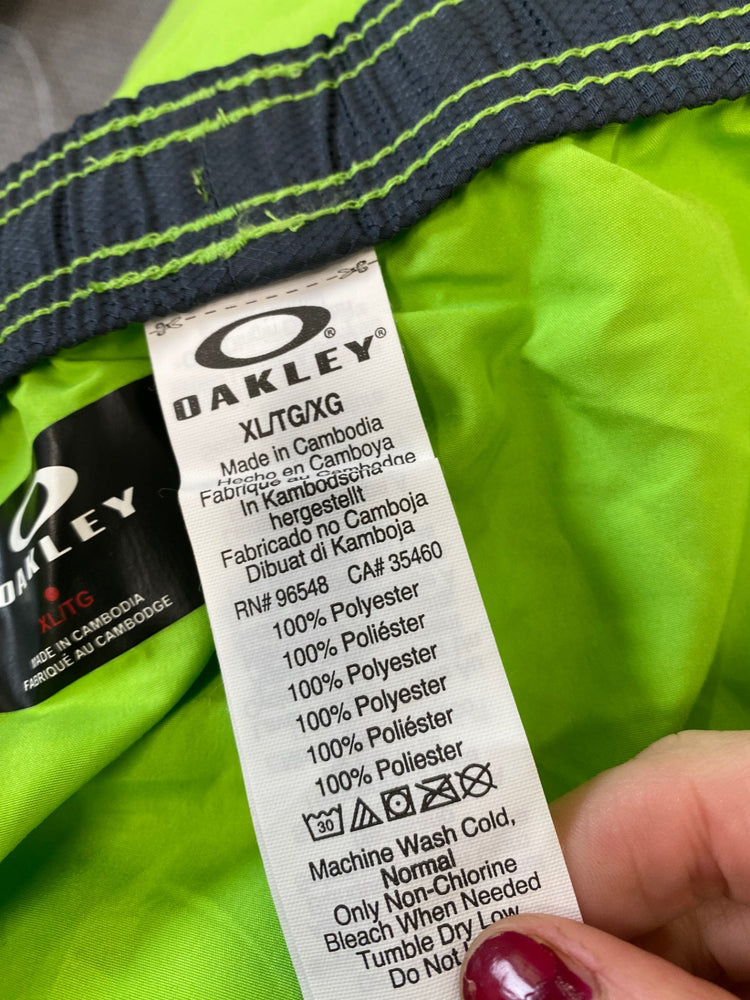 OAKLEY
XL/TG/XG
Made in Cambodia
Hecho en Camboya
Fabriqué au Cambodge
In Kambodscha
hergestellt
Fabricado no Camboja
Dibuat di Kamboja
RN# 96548 CA# 35460
100% Polyester
100% Poliéster
100% Polyester
100% Polyester
100% Poliéster
100% Poliester
30
Machine Wash Cold,
Normal
Only Non-Chlorine
Bleach When Needed
Tumble Dry Low
Do Not
OAKLEY
XL/TG
MADE IN CAMBODIA
FABRIQUÉ AU CAMBODGE